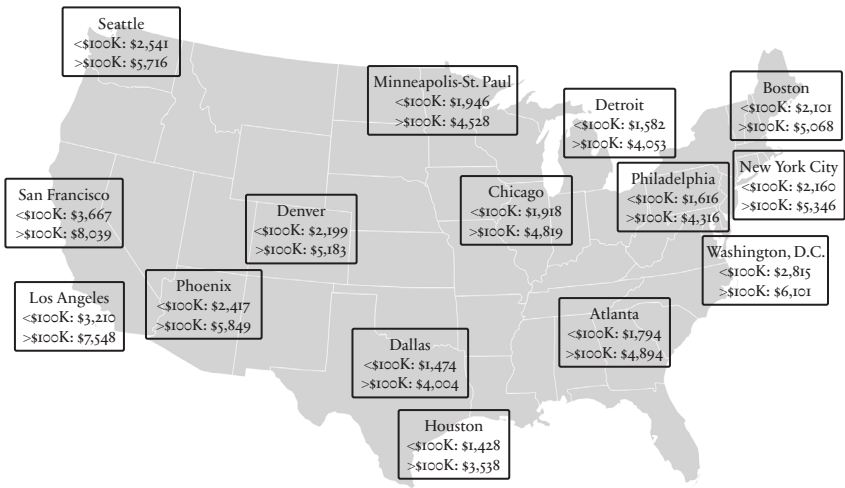 Seattle
<$100K: $2,541
>$100K: $5,716
Minneapolis-St. Paul
<$100K: $1,946
>$100K: $4,528
Detroit
<$100K: $1,582
>$100K: $4,053
Boston
<$100K: $2,101
>$100K: $5,068
New York City
<$100K: $2,160
>$100K: $5,346
Philadelphia
<$100K: $1,616
>$100K: $4,316
Chicago
<$100K: $1,918
>$100K: $4,819
San Francisco
<$100K: $3,667
>$100K: $8,039
Denver
<$100K: $2,199
>$100K: $5,183
Washington, D.C.
<$100K: $2,815
>$100K: $6,101
Phoenix
<$100K: $2,417
>$100K: $5,849
Los Angeles
<$100K: $3,210
>$100K: $7,548
Atlanta
<$100K: $1,794
>$100K: $4,894
Dallas
<$100K: $1,474
>$100K: $4,004
Houston
<$100K: $1,428
>$100K: $3,538